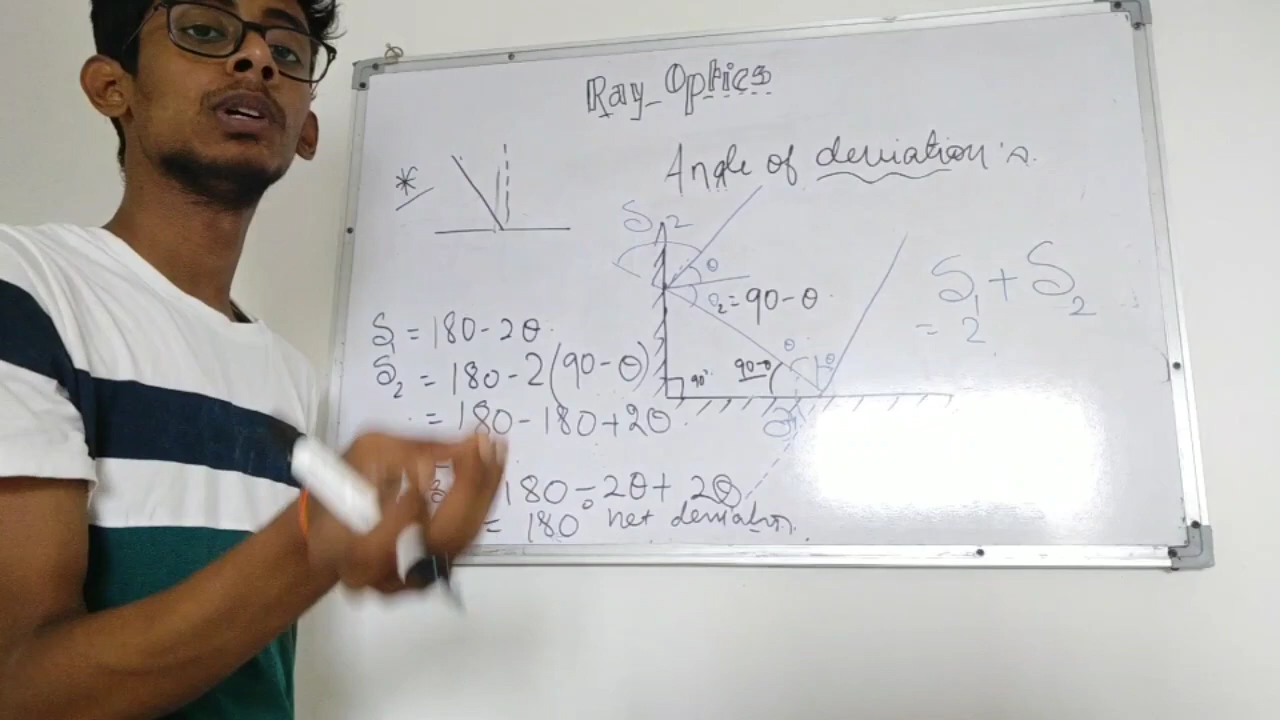 Ray Optics
Angle of deviation's.
*
δ₂
θ
θ₂ = 90 - θ
δ₁ + δ₂
= 2
δ₁ = 180 - 2θ
δ₂ = 180 - 2(90 - θ)
= 180 - 180 + 2θ
θ
θ
90-θ
90°
180 - 2θ + 2θ
= 180° net deviation.